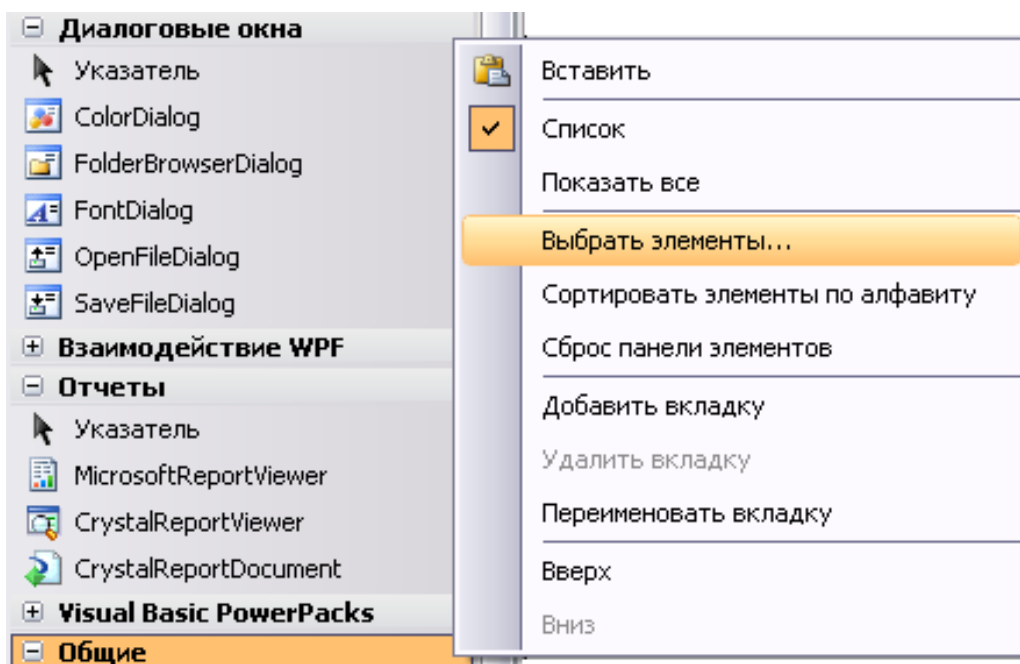 Диалоговые окна
Указатель
ColorDialog
FolderBrowserDialog
FontDialog
OpenFileDialog
SaveFileDialog
Взаимодействие WPF
Отчеты
Указатель
MicrosoftReportViewer
CrystalReportViewer
CrystalReportDocument
Visual Basic PowerPacks
Общие
Вставить
Список
Показать все
Выбрать элементы...
Сортировать элементы по алфавиту
Сброс панели элементов
Добавить вкладку
Удалить вкладку
Переименовать вкладку
Вверх
Вниз